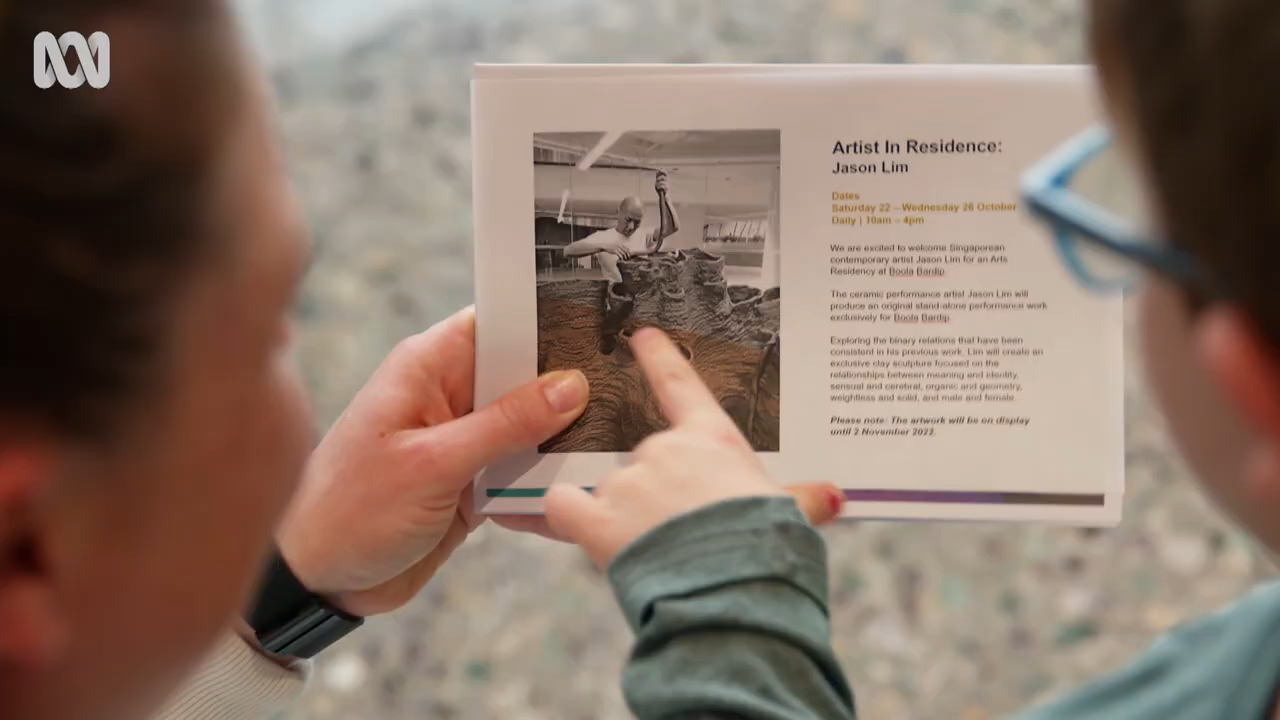 Artist In Residence:
Jason Lim
Dates
Saturday 22 – Wednesday 26 October
Daily | 10am – 4pm
We are excited to welcome Singaporean
contemporary artist Jason Lim for an Arts
Residency at Boola Bardip.
The ceramic performance artist Jason Lim will
produce an original stand-alone performance work
exclusively for Boola Bardip.
Exploring the binary relations that have been
consistent in his previous work, Lim will create an
exclusive clay sculpture focused on the
relationships between meaning and identity,
sensual and cerebral, organic and geometry,
weightless and solid, and male and female.
Please note: The artwork will be on display
until 2 November 2022.